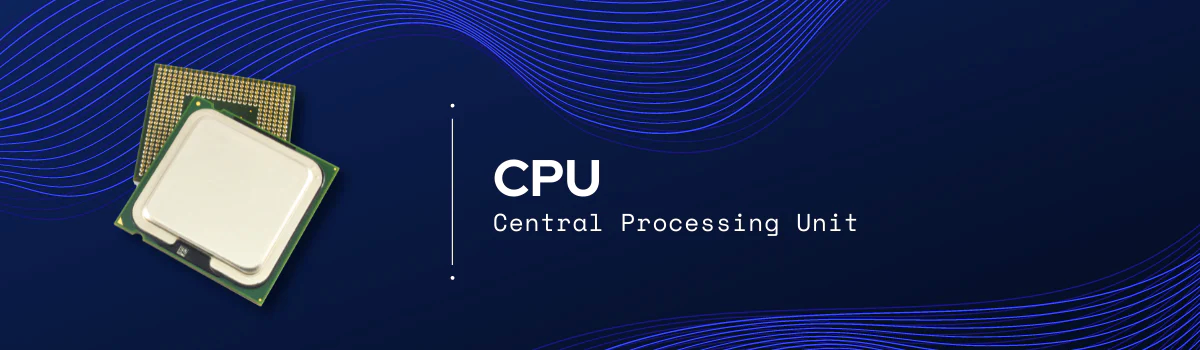 CPU
Central Processing Unit